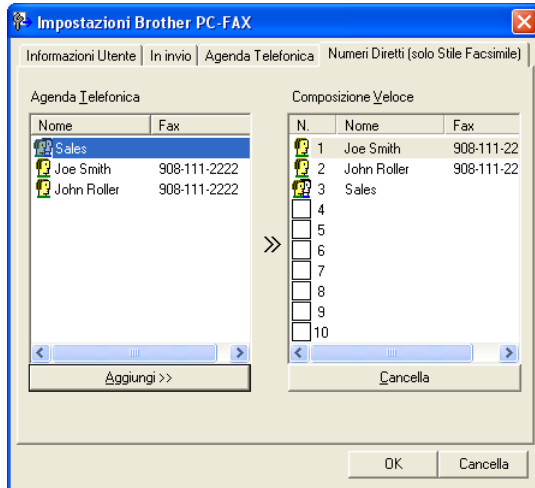 Impostazioni Brother PC-FAX
Informazioni Utente In invio Agenda Telefonica Numeri Diretti (solo Stile Facsimile)
Agenda Telefonica Composizione Veloce
Nome Fax N. Nome Fax
Sales 1 Joe Smith 908-111-22
Joe Smith 908-111-2222 2 John Roller 908-111-22
John Roller 908-111-2222 3 Sales
4
5
6
>>
7
8
9
10
Aggiungi >> Cancella
OK Cancella